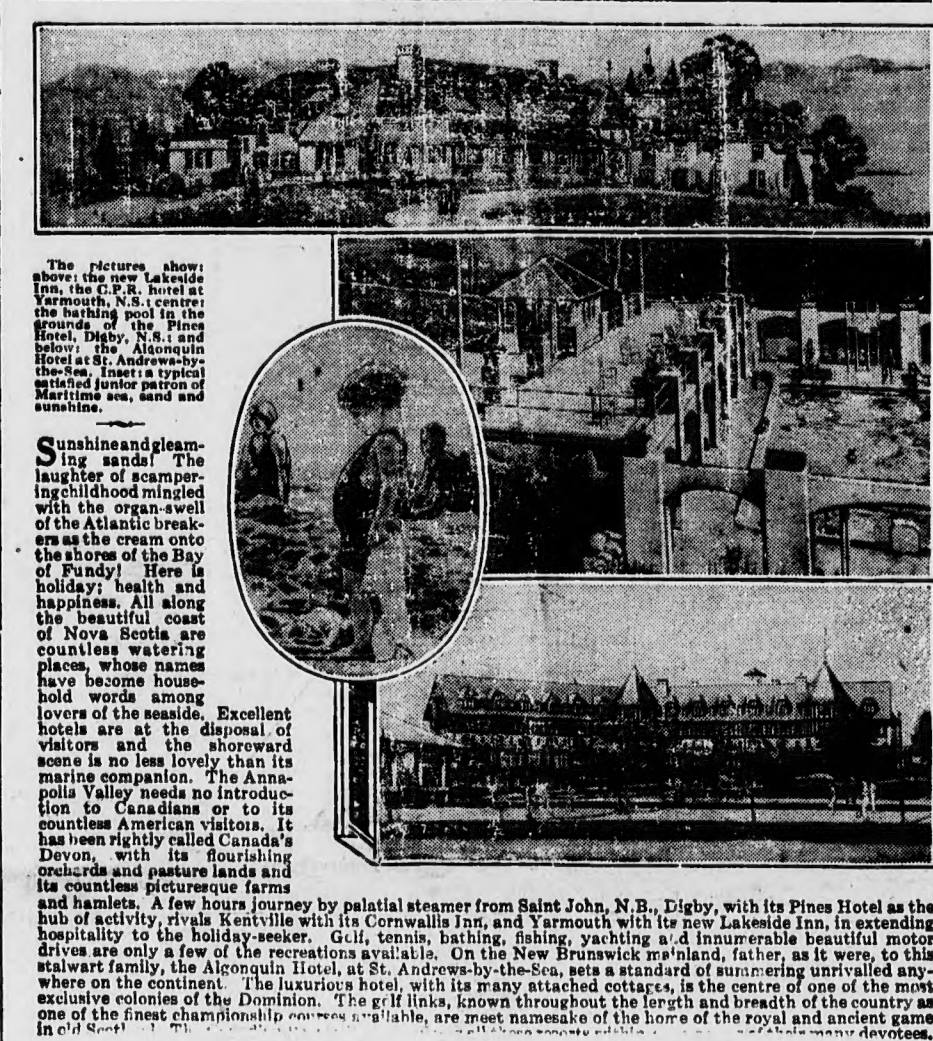 The pictures show:
above: the new Lakeside
Inn, the C.P.R. hotel at
Yarmouth, N.S.: centre:
the bathing pool in the
grounds of the Pines
Hotel, Digby, N.S.: and
below: the Algonquin
Hotel at St. Andrews-by-
the-Sea. Inset: a typical
satisfied junior patron of
Maritime sea, sand and
sunshine.
Sunshine and gleam-
ing sands! The
laughter of scamper-
ing childhood mingled
with the organ-swell
of the Atlantic break-
ers as the cream onto
the shores of the Bay
of Fundy! Here is
holiday; health and
happiness. All along
the beautiful coast
of Nova Scotia are
countless watering
places, whose names
have become house-
hold words among
lovers of the seaside. Excellent
hotels are at the disposal of
visitors and the shoreward
scene is no less lovely than its
marine companion. The Anna-
polis Valley needs no introduc-
tion to Canadians or to its
countless American visitors. It
has been rightly called Canada's
Devon, with its flourishing
orchards and pasture lands and
its countless picturesque farms
and hamlets. A few hours journey by palatial steamer from Saint John, N.B., Digby, with its Pines Hotel as the
hub of activity, rivals Kentville with its Cornwallis Inn, and Yarmouth with its new Lakeside Inn, in extending
hospitality to the holiday-seeker. Golf, tennis, bathing, fishing, yachting and innumerable beautiful motor
drives are only a few of the recreations available. On the New Brunswick mainland, father, as it were, to this
stalwart family, the Algonquin Hotel, at St. Andrews-by-the-Sea, sets a standard of summering unrivalled any-
where on the continent. The luxurious hotel, with its many attached cottages, is the centre of one of the most
exclusive colonies of the Dominion. The golf links, known throughout the length and breadth of the country as
one of the finest championship courses available, are meet namesake of the home of the royal and ancient game
in old Scotland. all these resorts within of their many devotees.